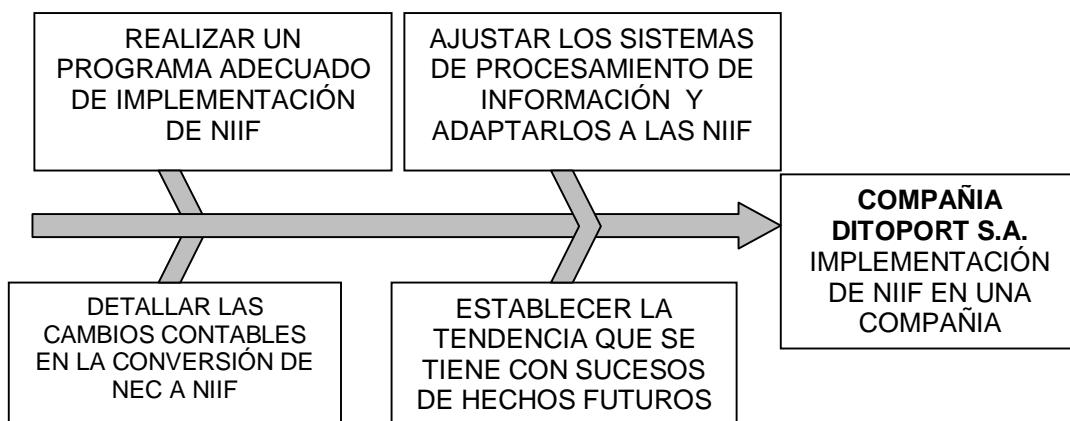 REALIZAR UN
PROGRAMA ADECUADO
DE IMPLEMENTACIÓN
DE NIIF
AJUSTAR LOS SISTEMAS
DE PROCESAMIENTO DE
INFORMACIÓN Y
ADAPTARLOS A LAS NIIF
COMPAÑIA
DITOPORT S.A.
IMPLEMENTACIÓN
DE NIIF EN UNA
COMPAÑIA
DETALLAR LAS
CAMBIOS CONTABLES
EN LA CONVERSIÓN DE
NEC A NIIF
ESTABLECER LA
TENDENCIA QUE SE
TIENE CON SUCESOS
DE HECHOS FUTUROS